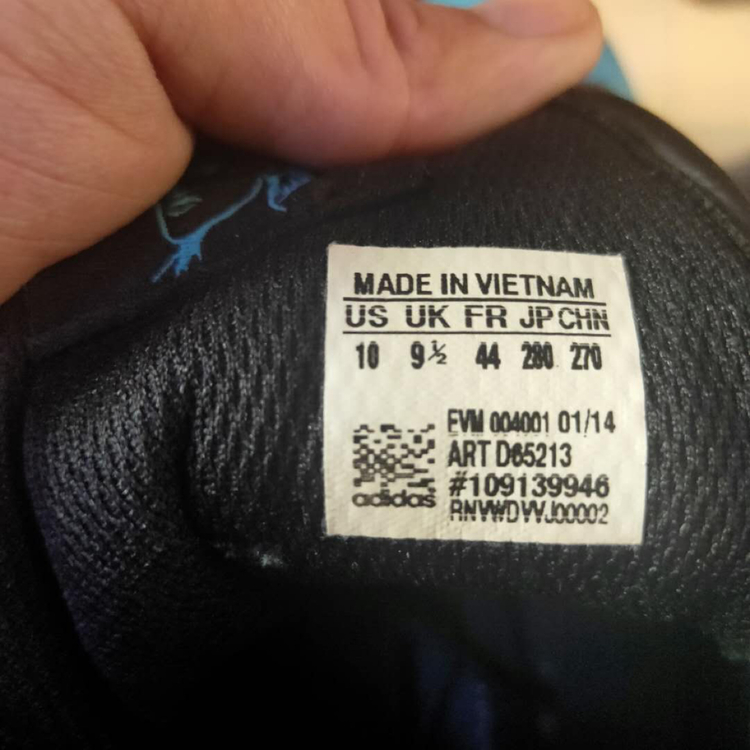 MADE IN VIETNAM
US UK FR JP CHN
10 9½ 44 280 270
EVM 004001 01/14
ART D65213
#109139946
adidas